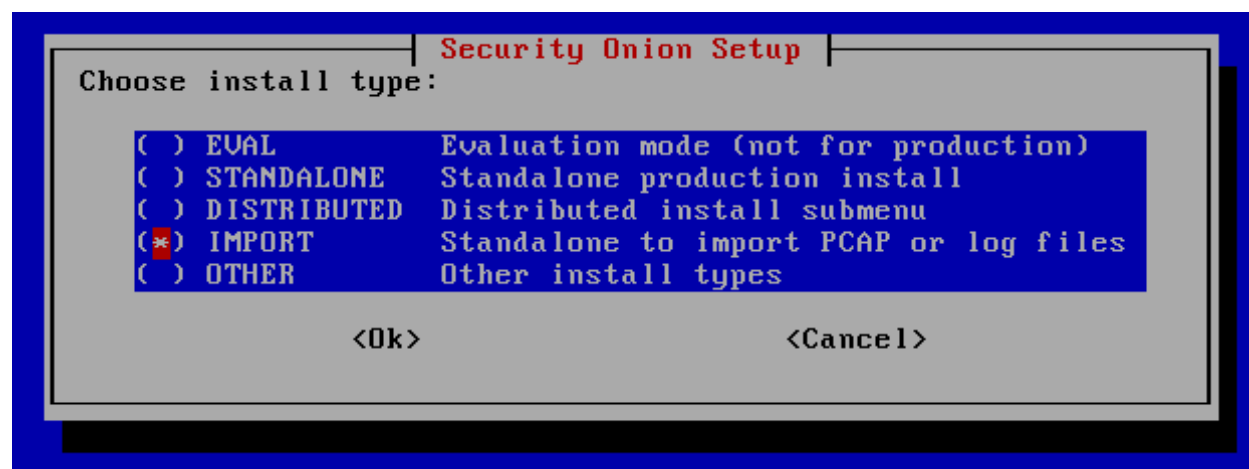 Security Onion Setup
Choose install type:
( ) EVAL Evaluation mode (not for production)
( ) STANDALONE Standalone production install
( ) DISTRIBUTED Distributed install submenu
(*) IMPORT Standalone to import PCAP or log files
( ) OTHER Other install types
<Ok> <Cancel>